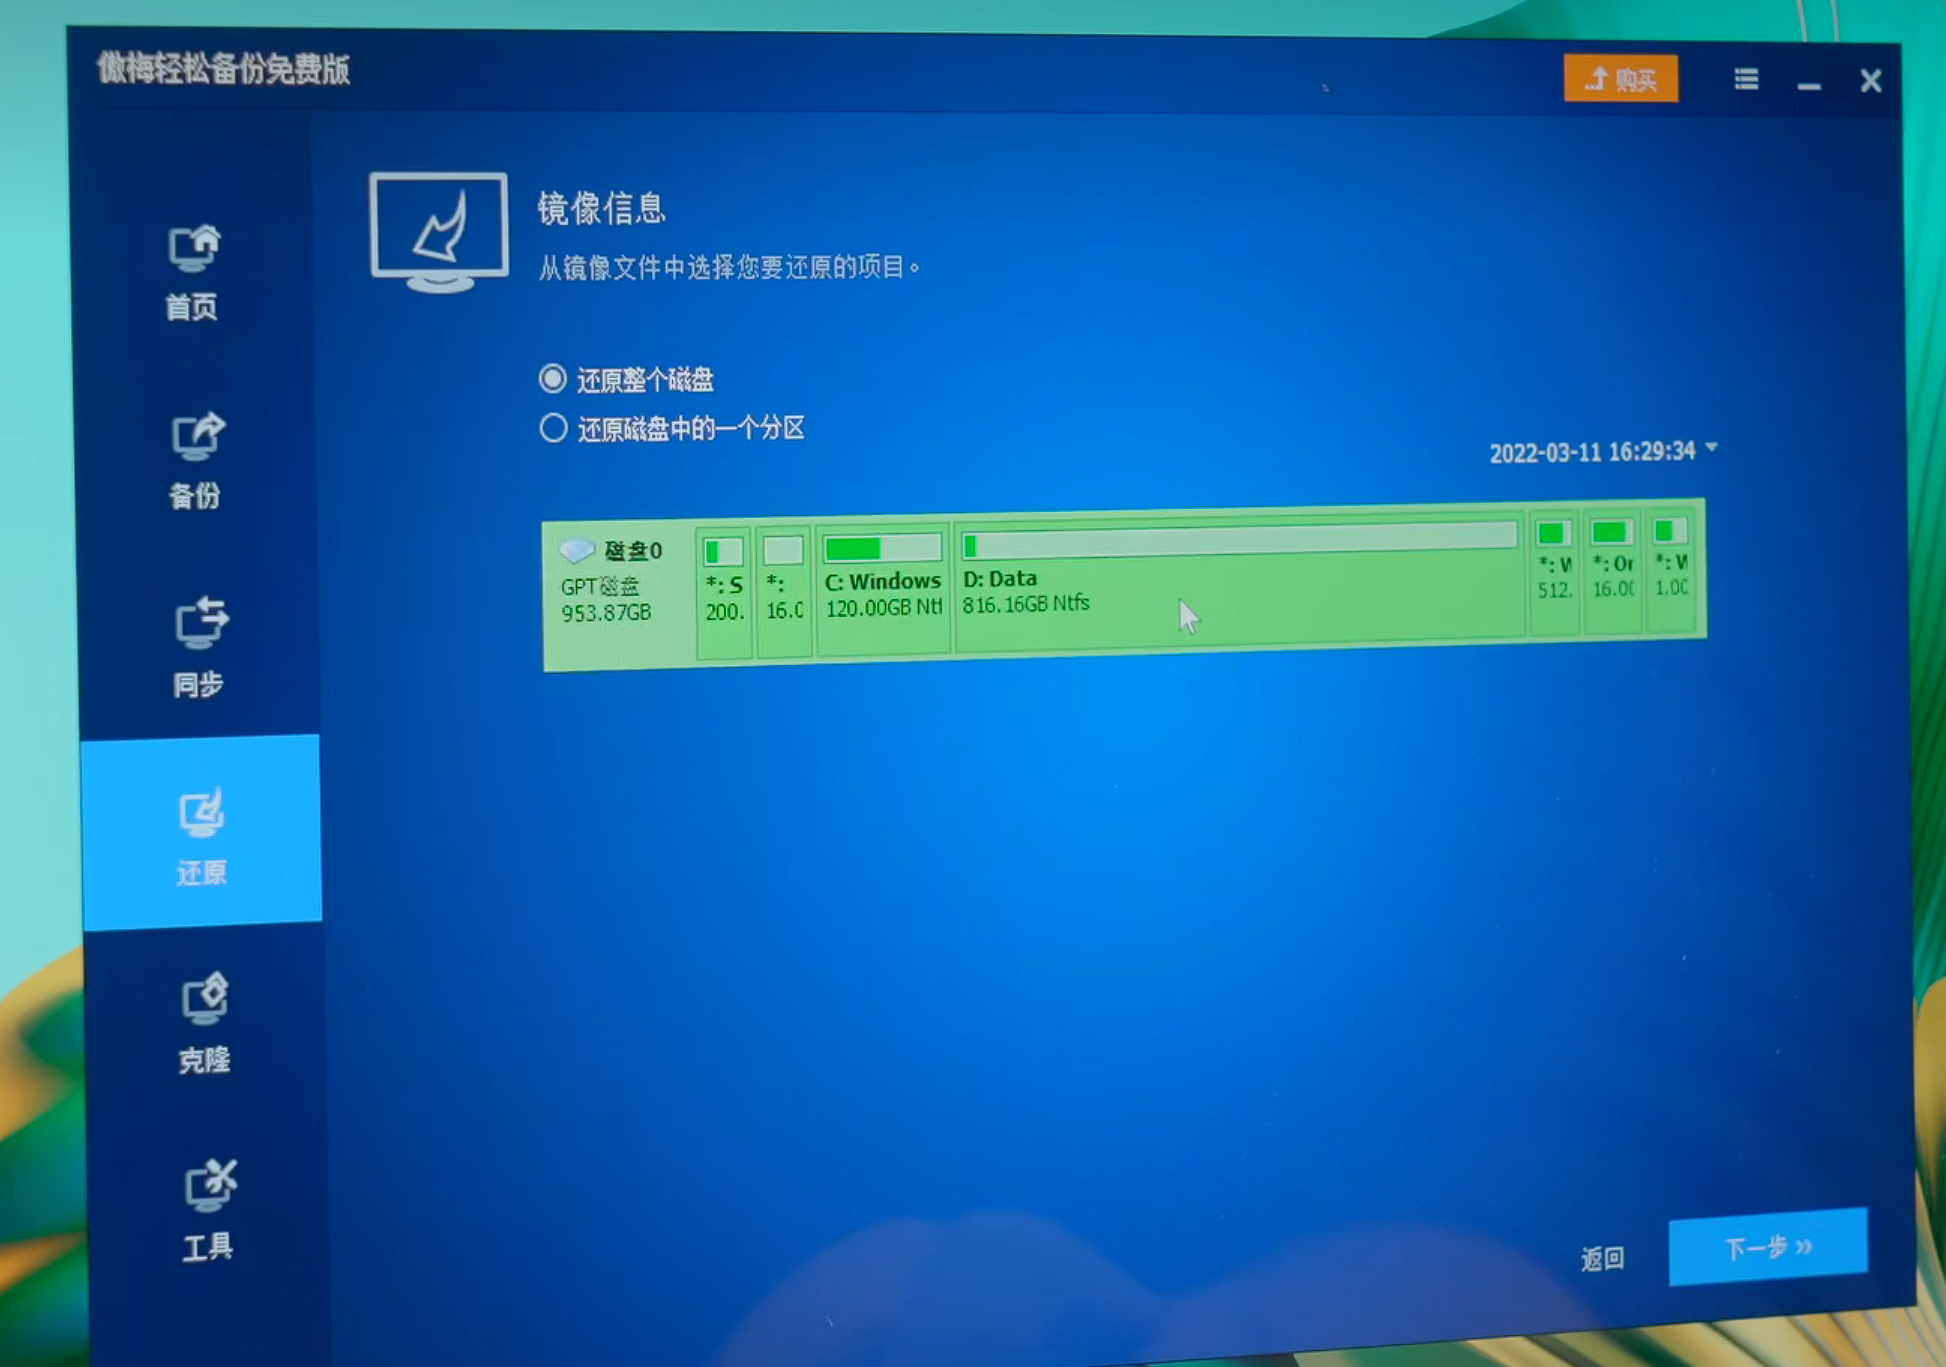 傲梅轻松备份免费版
购买
首页
备份
同步
还原
克隆
工具
镜像信息
从镜像文件中选择您要还原的项目。
还原整个磁盘
还原磁盘中的一个分区
2022-03-11 16:29:34
磁盘0
GPT磁盘
953.87GB
*: S
200.
*:
16.0
C: Windows
120.00GB Ntf
D: Data
816.16GB Ntfs
*: W
512.
*: Or
16.00
*: W
1.00
返回
下一步 »